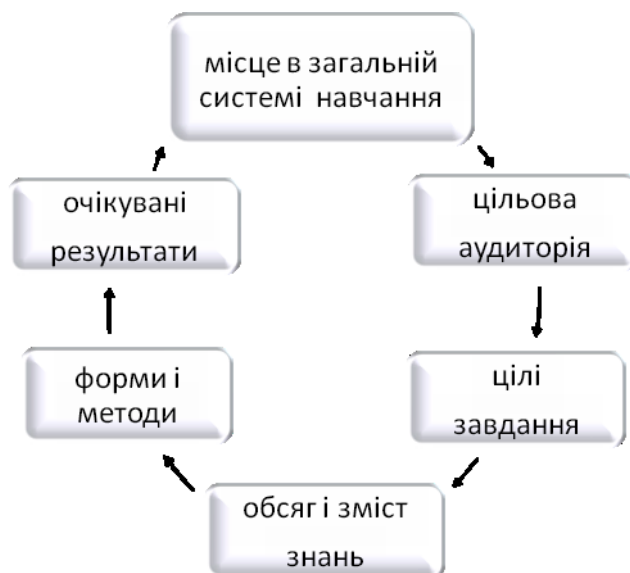 місце в загальній
системі навчання
цільова
аудиторія
цілі
завдання
обсяг і зміст
знань
форми і
методи
очікувані
результати